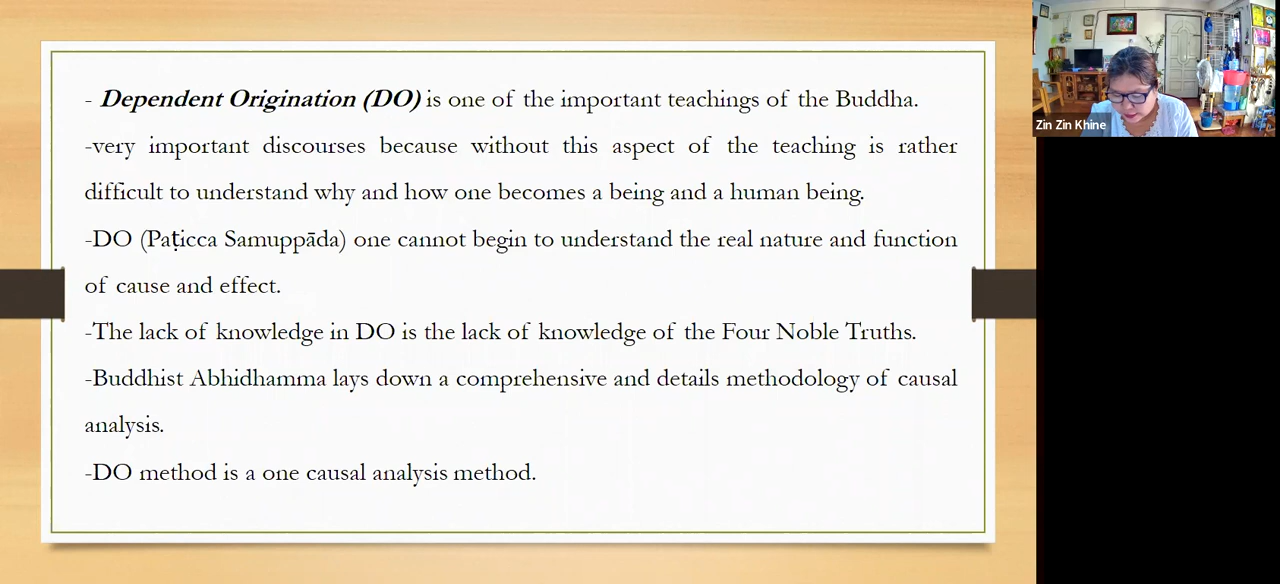 - Dependent Origination (DO) is one of the important teachings of the Buddha.
-very important discourses because without this aspect of the teaching is rather
difficult to understand why and how one becomes a being and a human being.
-DO (Paṭicca Samuppāda) one cannot begin to understand the real nature and function
of cause and effect.
-The lack of knowledge in DO is the lack of knowledge of the Four Noble Truths.
-Buddhist Abhidhamma lays down a comprehensive and details methodology of causal
analysis.
-DO method is a one causal analysis method.
Zin Zin Khine